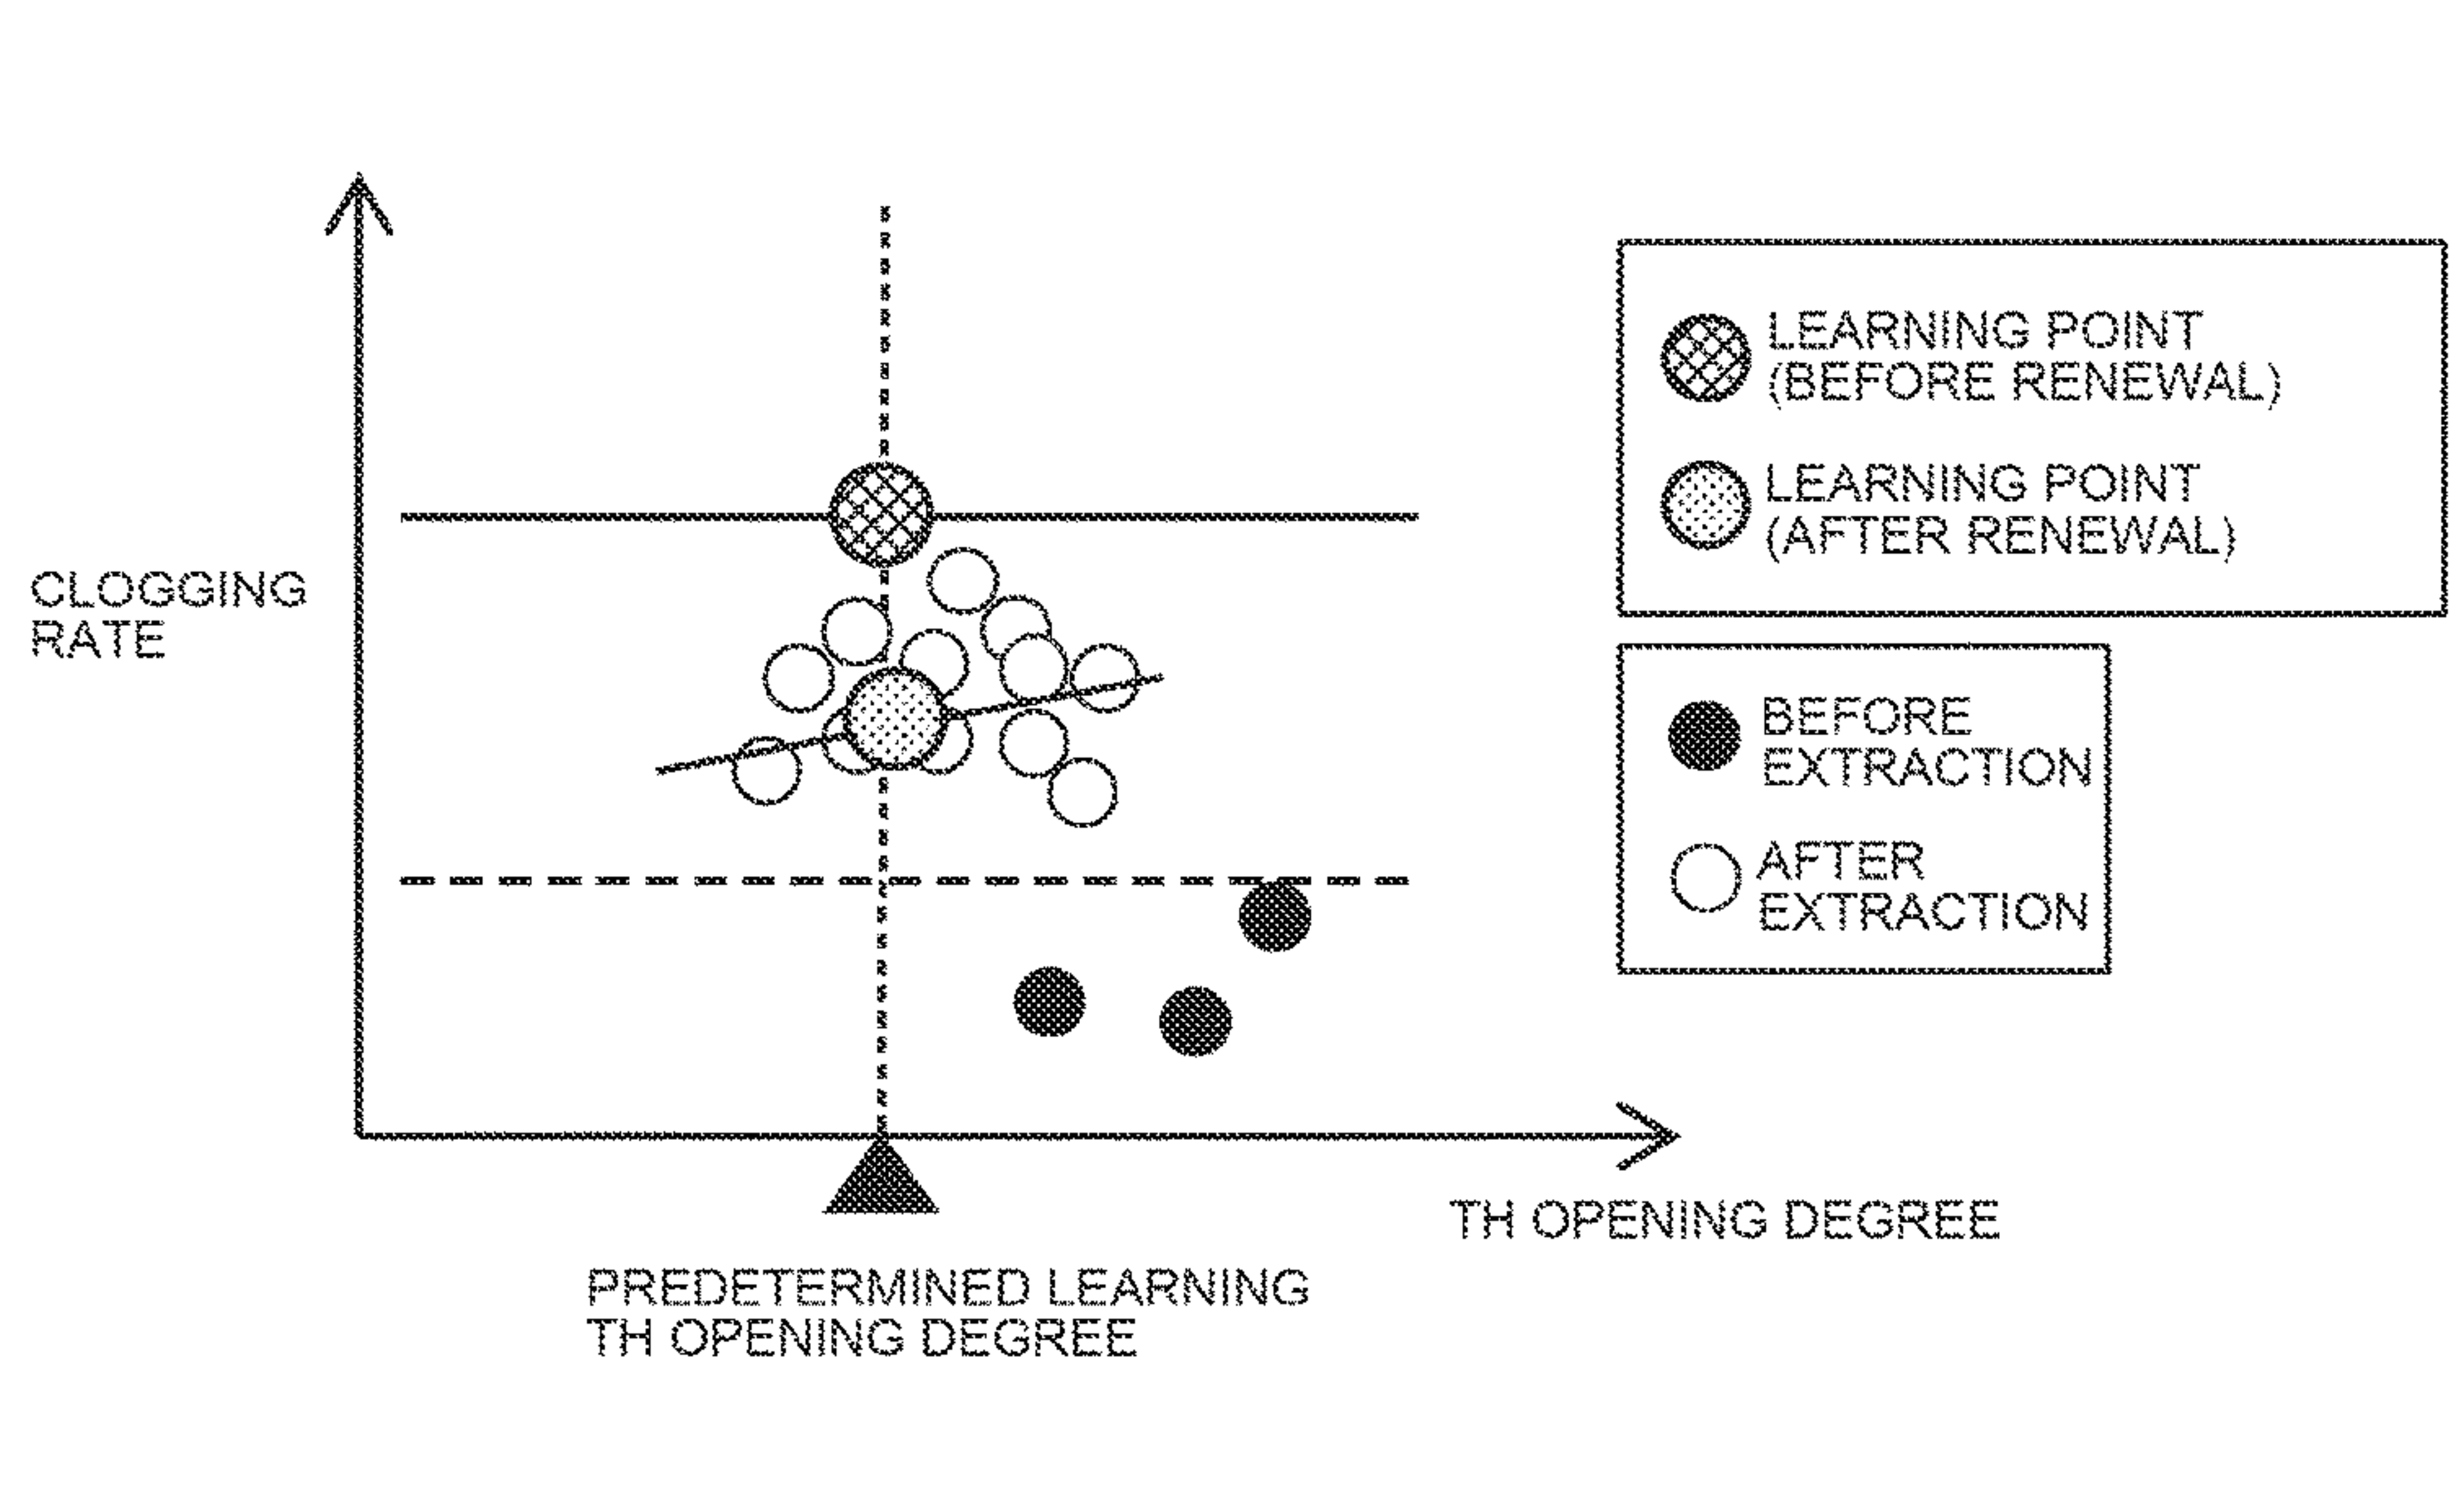 CLOGGING
RATE
LEARNING POINT
(BEFORE RENEWAL)
LEARNING POINT
(AFTER RENEWAL)
BEFORE
EXTRACTION
AFTER
EXTRACTION
TH OPENING DEGREE
PREDETERMINED LEARNING
TH OPENING DEGREE